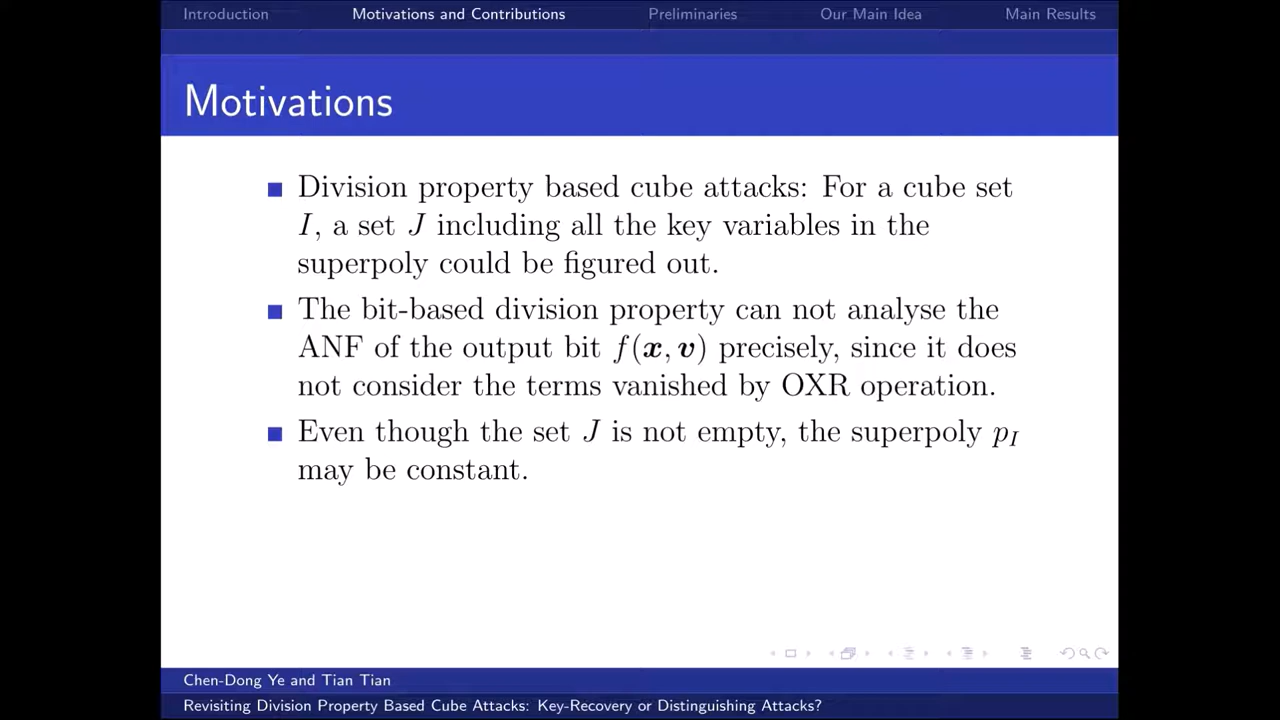 Introduction Motivations and Contributions Preliminaries Our Main Idea Main Results
Motivations
Division property based cube attacks: For a cube set
I, a set J including all the key variables in the
superpoly could be figured out.
The bit-based division property can not analyse the
ANF of the output bit f(x, v) precisely, since it does
not consider the terms vanished by OXR operation.
Even though the set J is not empty, the superpoly p_I
may be constant.
Chen-Dong Ye and Tian Tian
Revisiting Division Property Based Cube Attacks: Key-Recovery or Distinguishing Attacks?